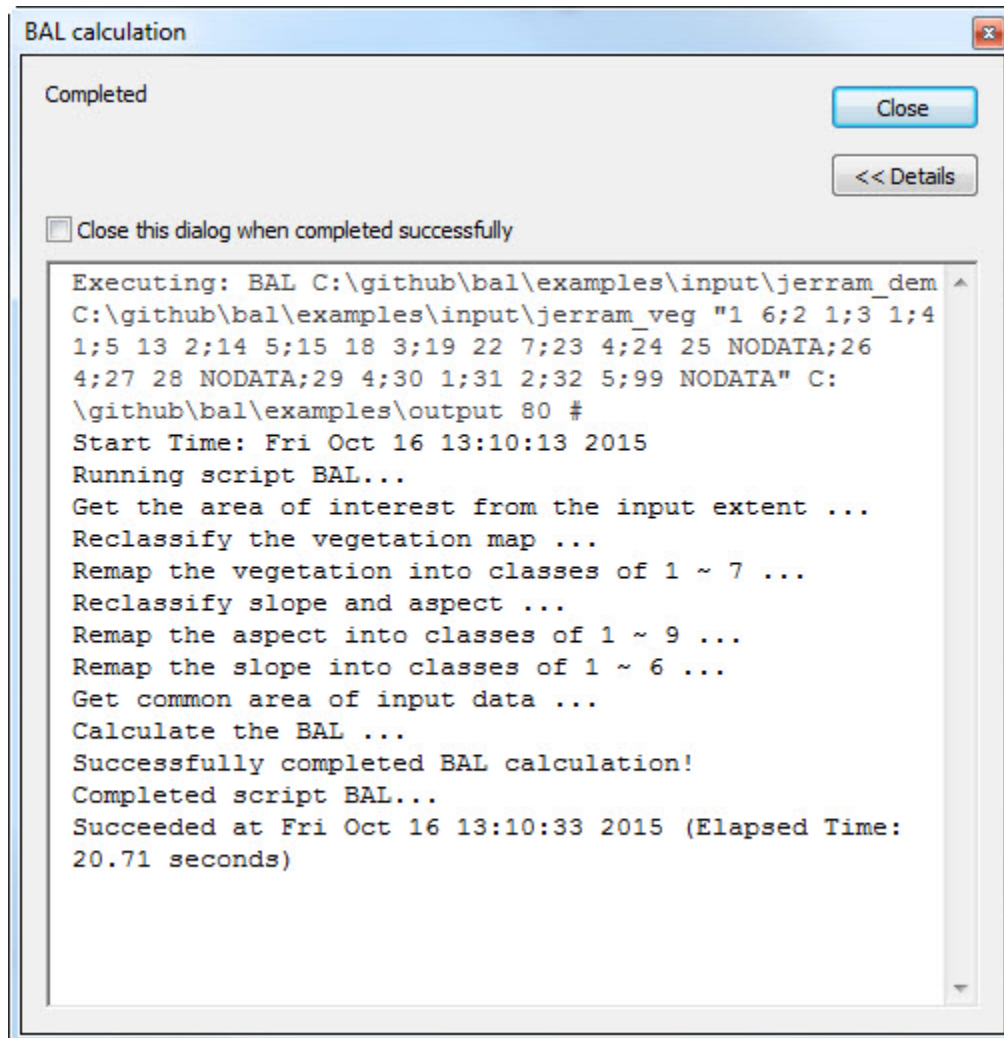 BAL calculation
Completed
Close
<< Details
Close this dialog when completed successfully
Executing: BAL C:\github\bal\examples\input\jerram_dem
C:\github\bal\examples\input\jerram_veg "1 6;2 1;3 1;4
1;5 13 2;14 5;15 18 3;19 22 7;23 4;24 25 NODATA;26
4;27 28 NODATA;29 4;30 1;31 2;32 5;99 NODATA" C:
\github\bal\examples\output 80 #
Start Time: Fri Oct 16 13:10:13 2015
Running script BAL...
Get the area of interest from the input extent ...
Reclassify the vegetation map ...
Remap the vegetation into classes of 1 ~ 7 ...
Reclassify slope and aspect ...
Remap the aspect into classes of 1 ~ 9 ...
Remap the slope into classes of 1 ~ 6 ...
Get common area of input data ...
Calculate the BAL ...
Successfully completed BAL calculation!
Completed script BAL...
Succeeded at Fri Oct 16 13:10:33 2015 (Elapsed Time:
20.71 seconds)